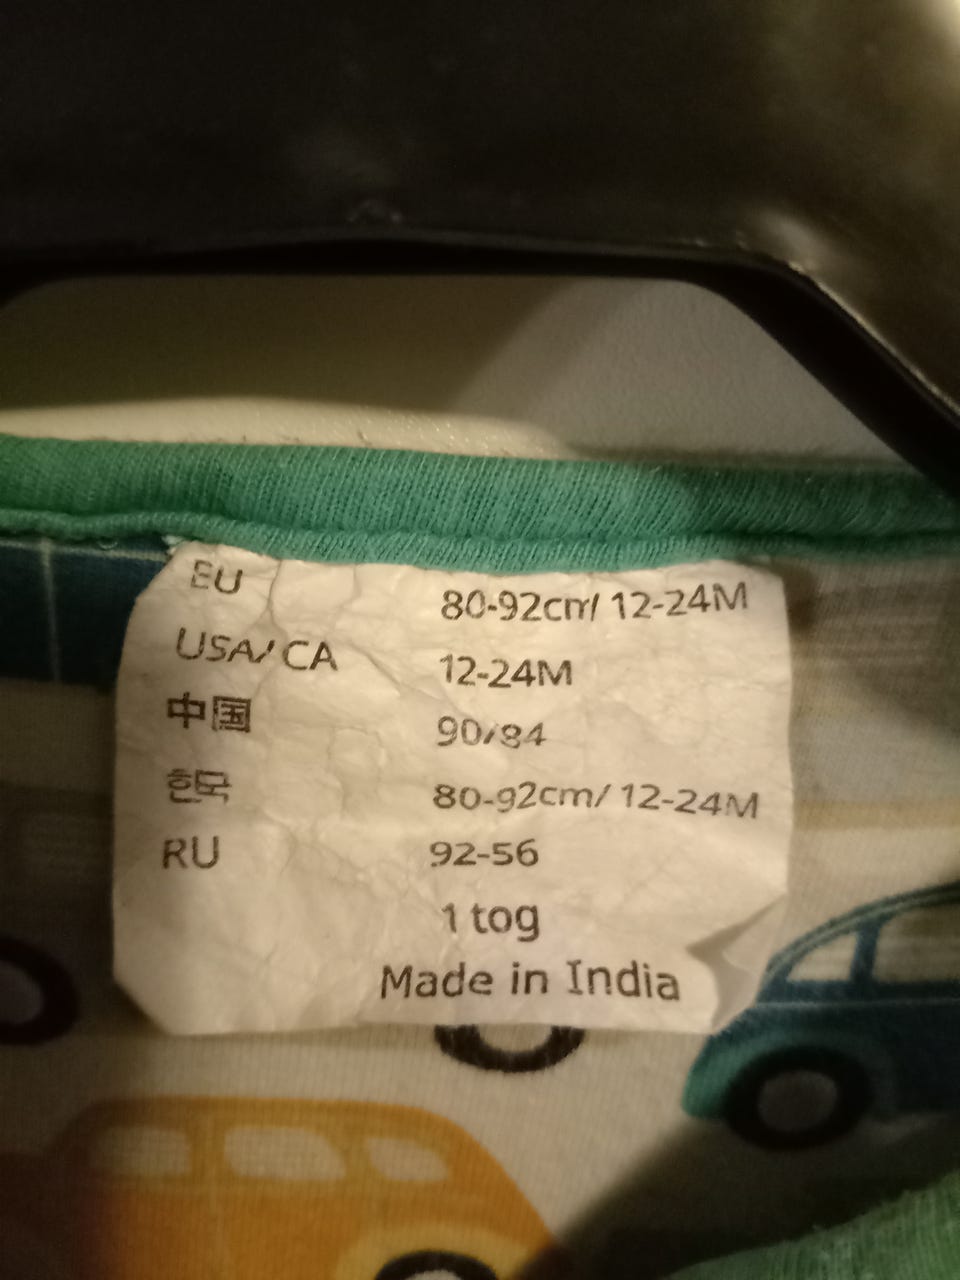 EU 80-92cm/ 12-24M
USA/ CA 12-24M
中国 90/84
한국 80-92cm/ 12-24M
RU 92-56
1 tog
Made in India